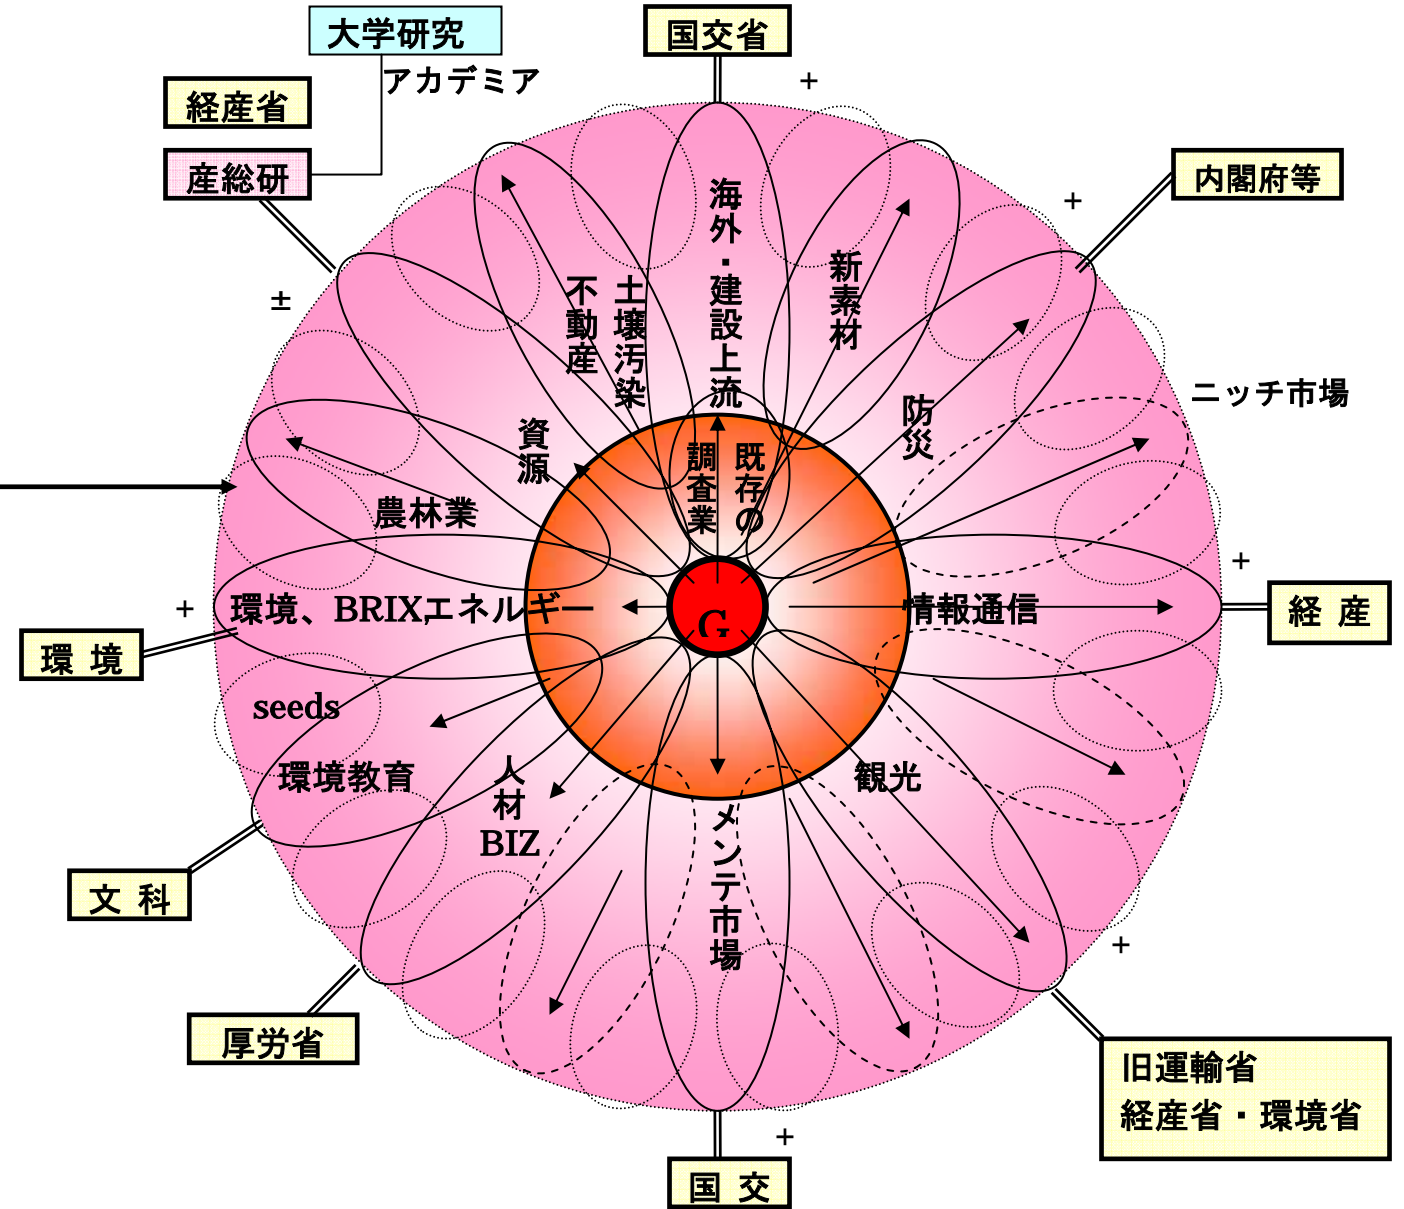 大学研究
国交省
アカデミア
+
経産省
産総研
内閣府等
+
±
海外・建設上流
新素材
不動産
土壌汚染
ニッチ市場
防災
資源
既存の
調査業
農林業
+
+
環境、BRIX,エネルギー
G
情報通信
経 産
環 境
seeds
環境教育
人材
BIZ
観光
メンテ市場
文 科
+
厚労省
旧運輸省
経産省・環境省
+
国 交